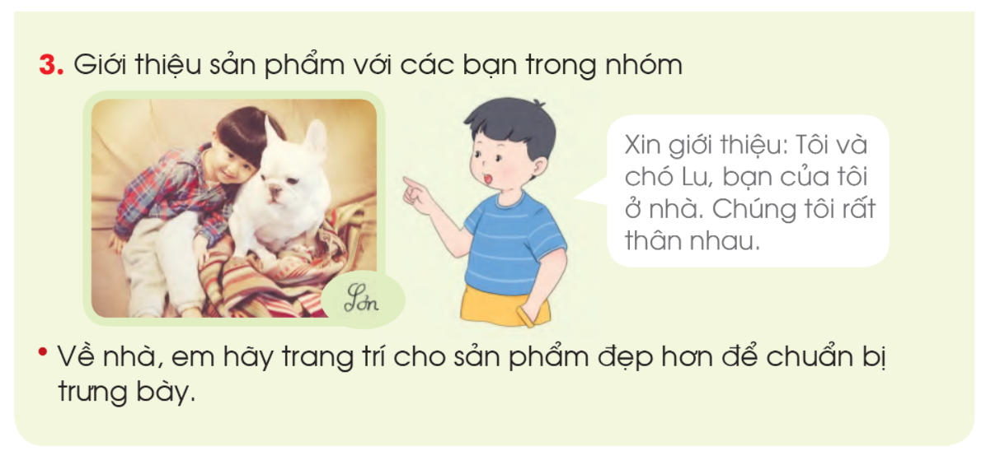 3. Giới thiệu sản phẩm với các bạn trong nhóm
Xin giới thiệu: Tôi và
chó Lu, bạn của tôi
ở nhà. Chúng tôi rất
thân nhau.
Sơn
• Về nhà, em hãy trang trí cho sản phẩm đẹp hơn để chuẩn bị
trưng bày.